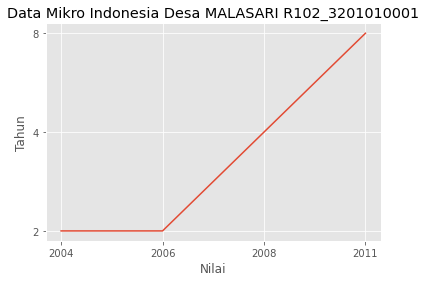 Data Mikro Indonesia Desa MALASARI R102_3201010001
8
4
2
Tahun
2004
2006
2008
2011
Nilai